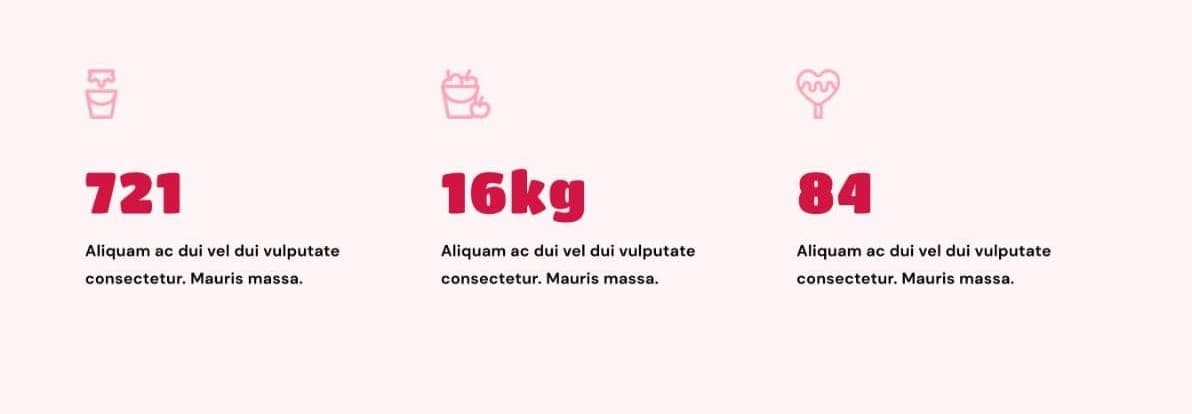 721
Aliquam ac dui vel dui vulputate
consectetur. Mauris massa.
16kg
Aliquam ac dui vel dui vulputate
consectetur. Mauris massa.
84
Aliquam ac dui vel dui vulputate
consectetur. Mauris massa.